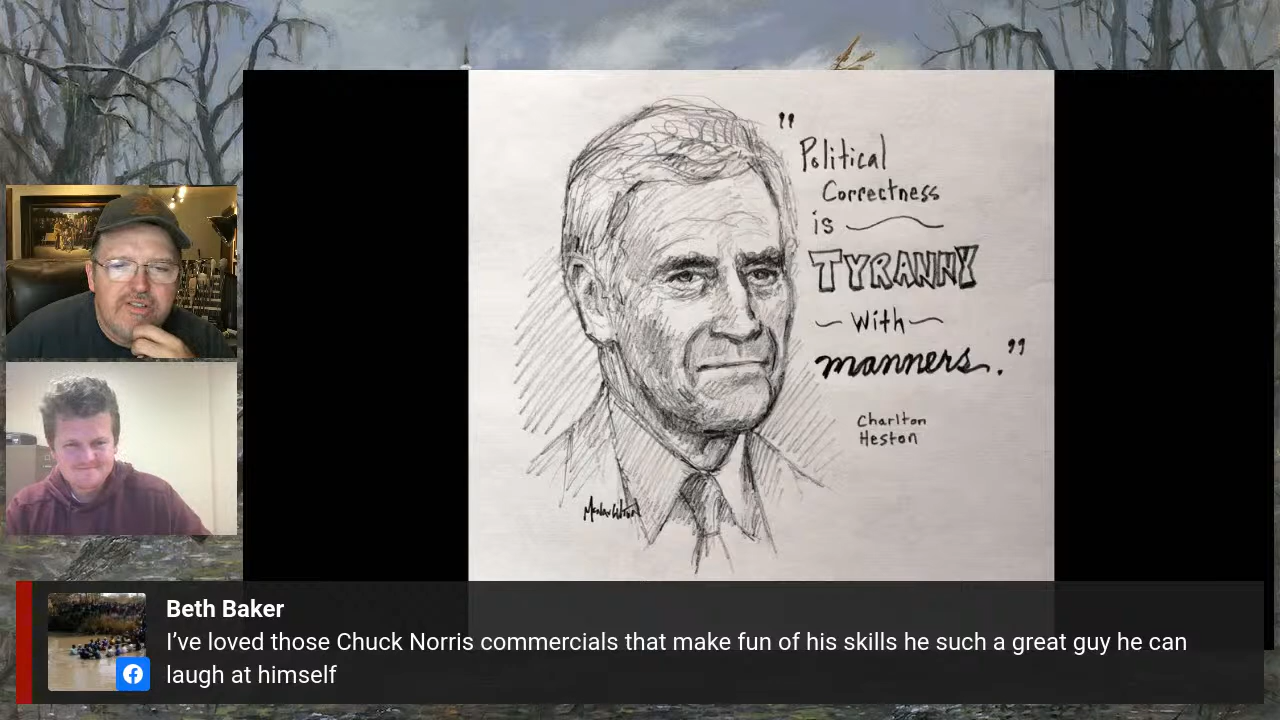 "Political
Correctness
is
TYRANNY
with
manners."
Charlton
Heston
Beth Baker
I’ve loved those Chuck Norris commercials that make fun of his skills he such a great guy he can
laugh at himself